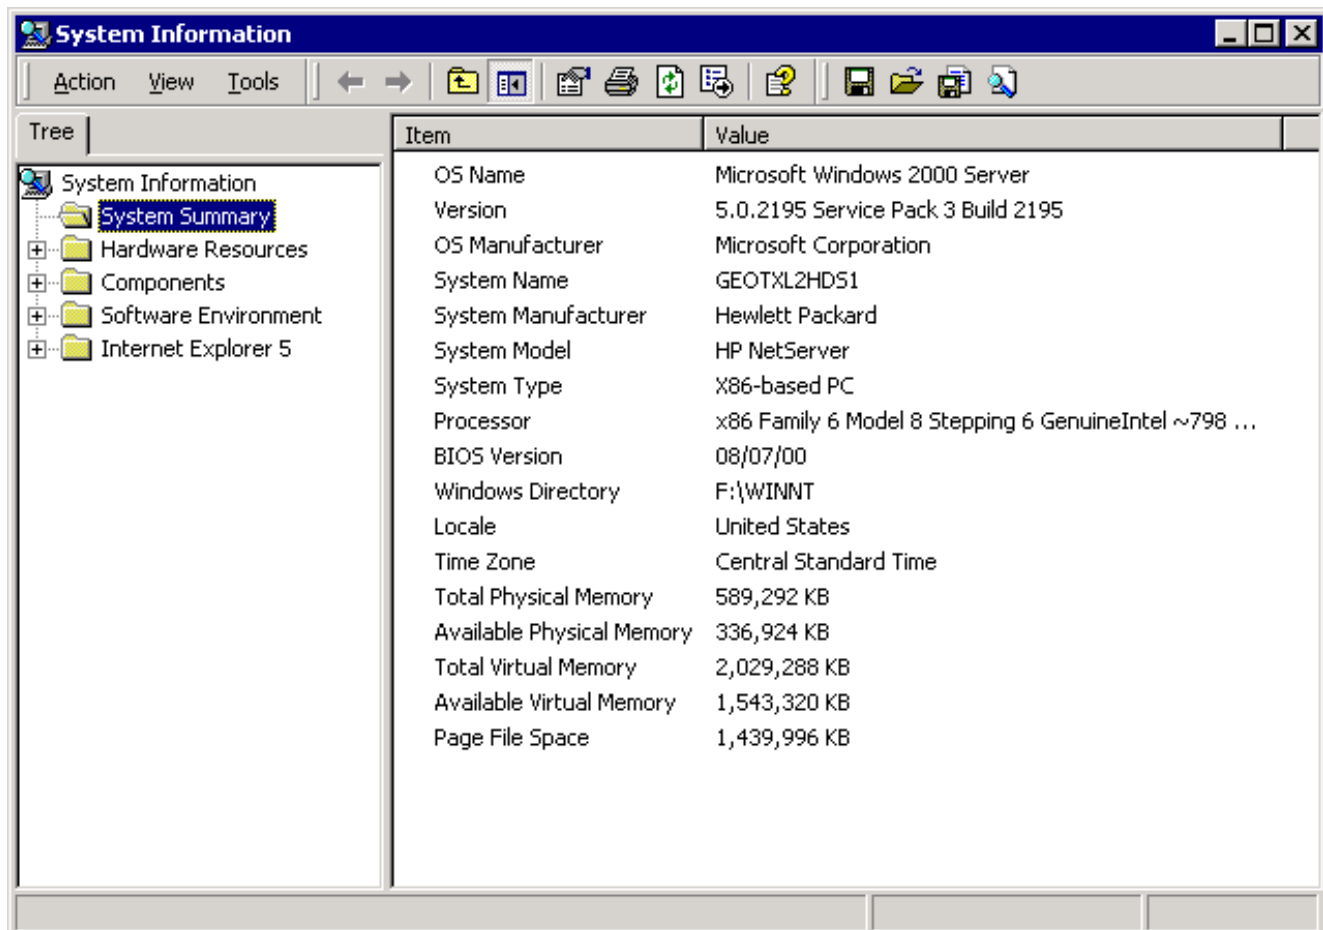 System Information
Action View Tools
Tree
System Information
System Summary
Hardware Resources
Components
Software Environment
Internet Explorer 5
Item Value
OS Name Microsoft Windows 2000 Server
Version 5.0.2195 Service Pack 3 Build 2195
OS Manufacturer Microsoft Corporation
System Name GEOTXL2HDS1
System Manufacturer Hewlett Packard
System Model HP NetServer
System Type X86-based PC
Processor x86 Family 6 Model 8 Stepping 6 GenuineIntel ~798 ...
BIOS Version 08/07/00
Windows Directory F:\WINNT
Locale United States
Time Zone Central Standard Time
Total Physical Memory 589,292 KB
Available Physical Memory 336,924 KB
Total Virtual Memory 2,029,288 KB
Available Virtual Memory 1,543,320 KB
Page File Space 1,439,996 KB